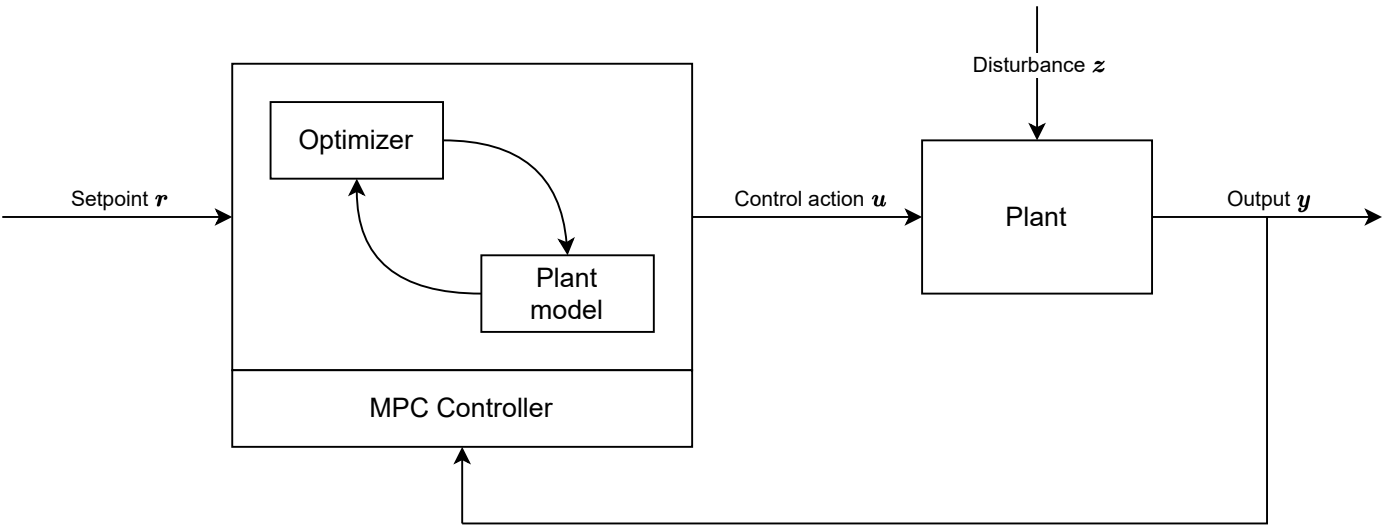 Disturbance z
Optimizer
Setpoint r
Control action u
Plant
Output y
Plant
model
MPC Controller